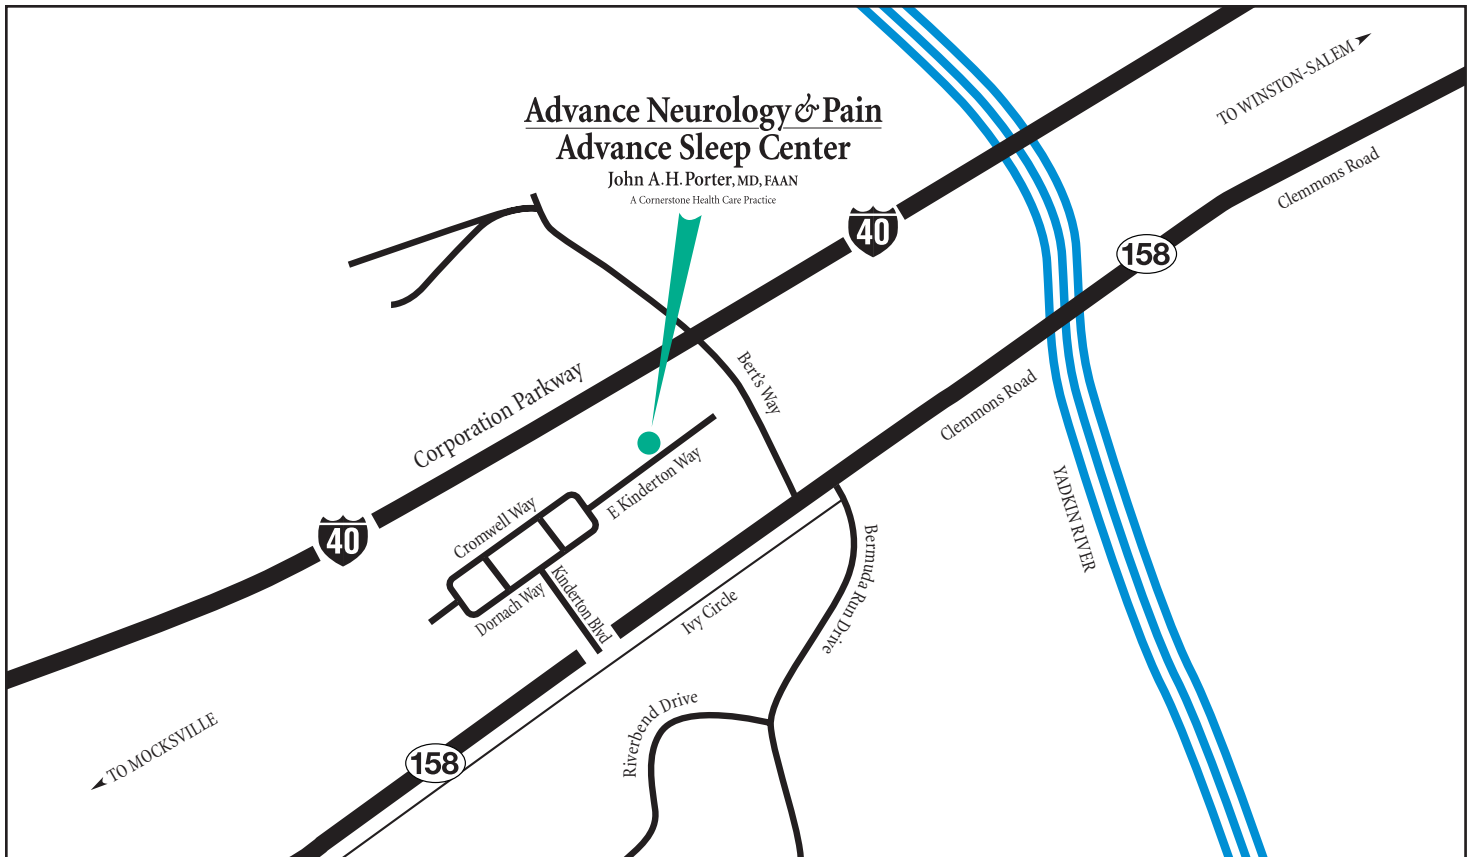 TO WINSTON-SALEM
Advance Neurology & Pain
Advance Sleep Center
John A.H. Porter, MD, FAAN
A Cornerstone Health Care Practice
Clemmons Road
40
158
Bert's Way
Corporation Parkway
Clemmons Road
E Kinderton Way
YADKIN RIVER
Cromwell Way
40
Bermuda Run Drive
Kinderton Blvd
Dornach Way
Ivy Circle
Riverbend Drive
TO MOCKSVILLE
158